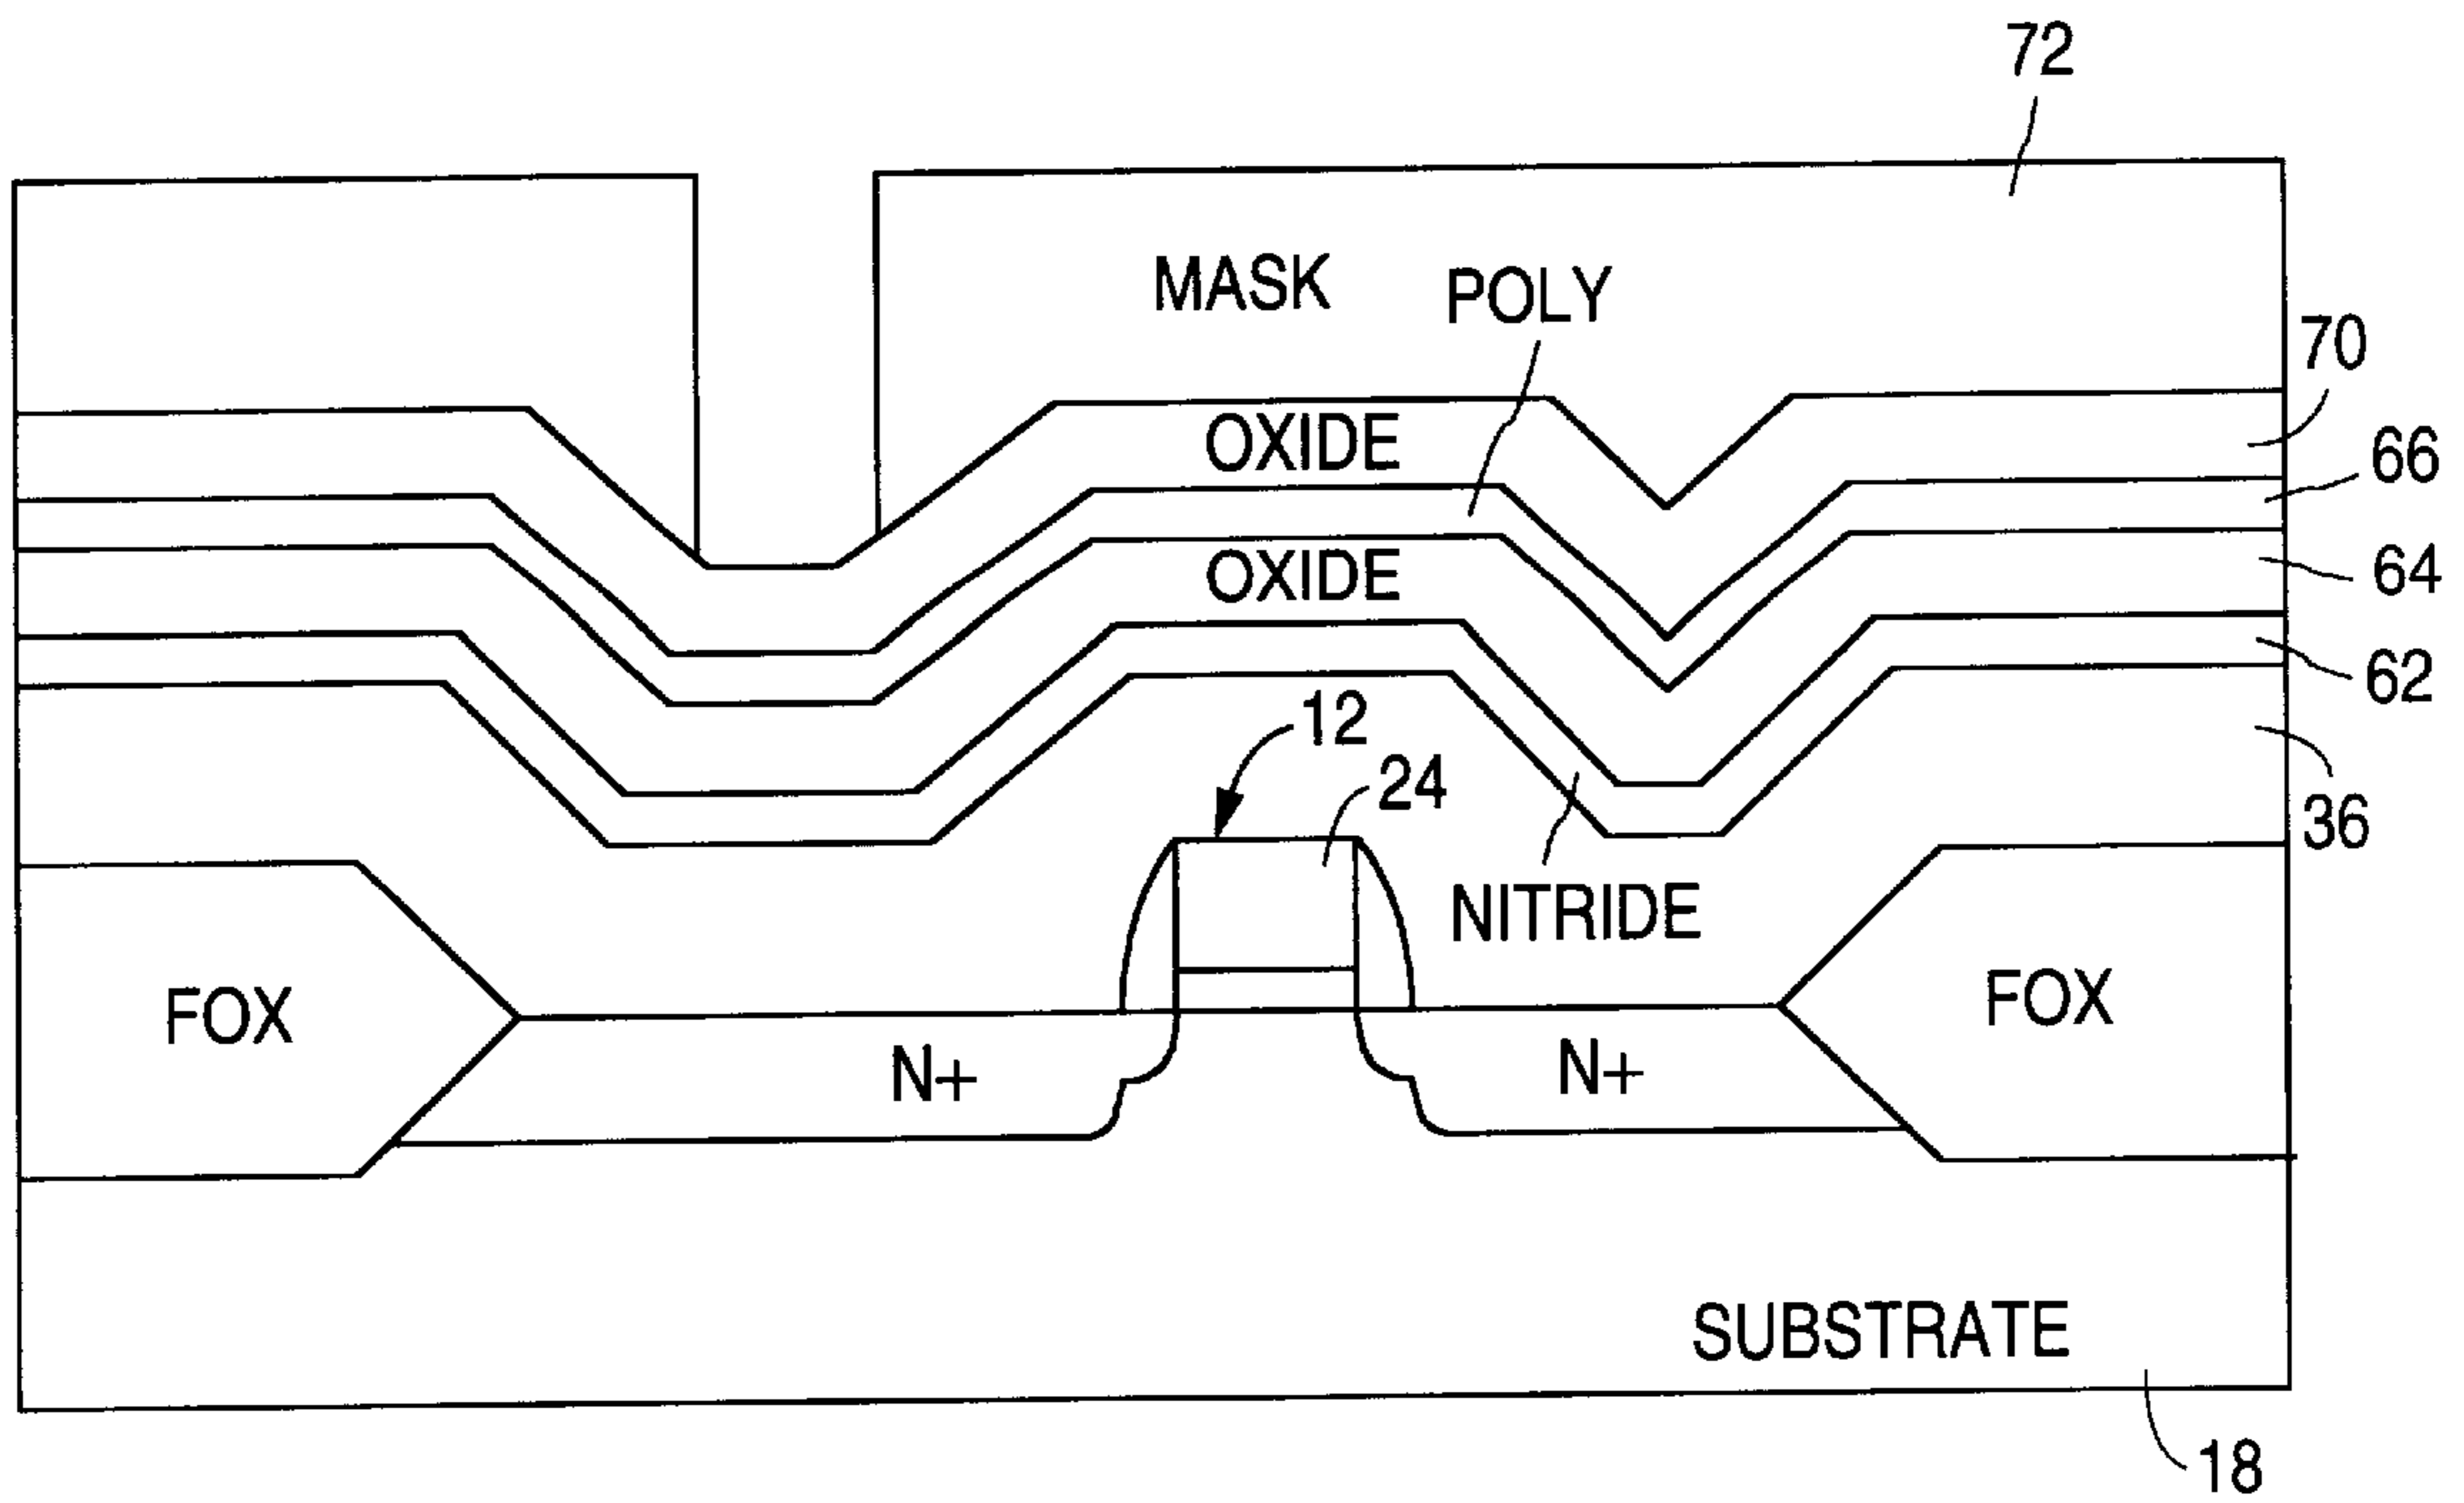 72
MASK
POLY
70
OXIDE
66
OXIDE
64
62
12
24
36
NITRIDE
FOX
FOX
N+
N+
SUBSTRATE
18